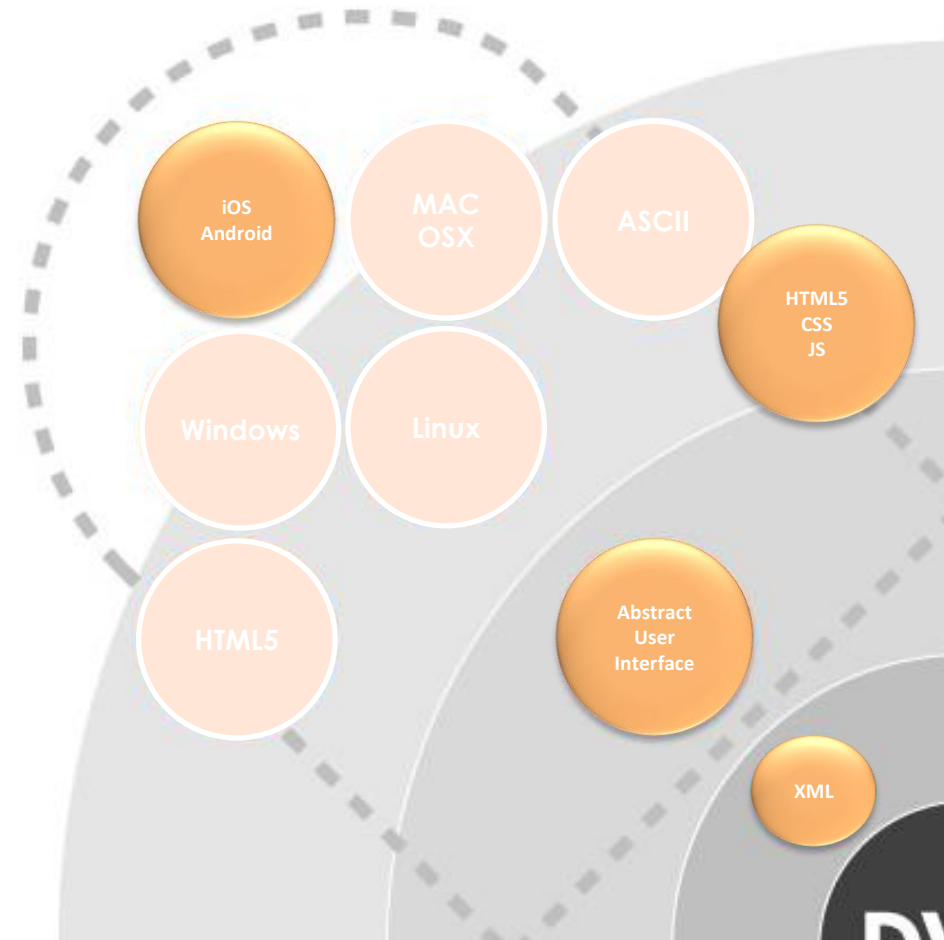 iOS
Android
MAC
OSX
ASCII
HTML5
CSS
JS
Windows
Linux
HTML5
Abstract
User
Interface
XML